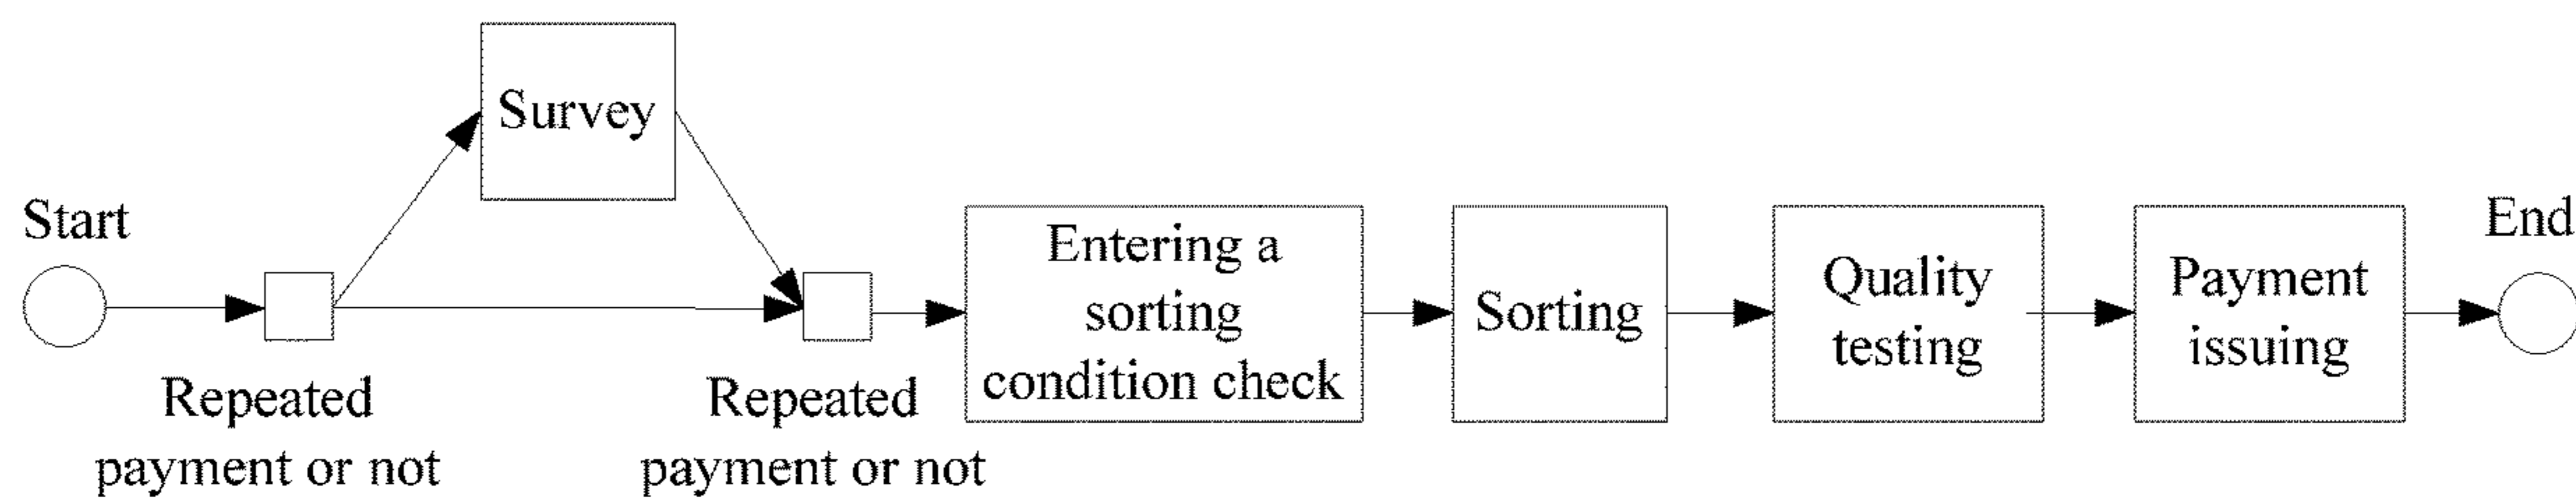 Survey
Start
Repeated
payment or not
Repeated
payment or not
Entering a
sorting
condition check
Sorting
Quality
testing
Payment
issuing
End